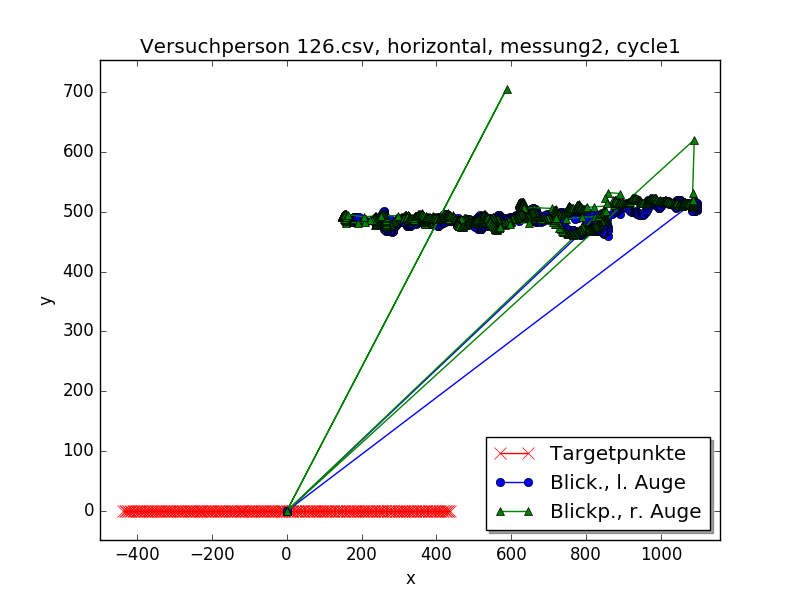 Versuchperson 126.csv, horizontal, messung2, cycle1
700
600
500
400
300
200
100
0
y
−400 −200 0 200 400 600 800 1000
x
Targetpunkte
Blick., l. Auge
Blickp., r. Auge